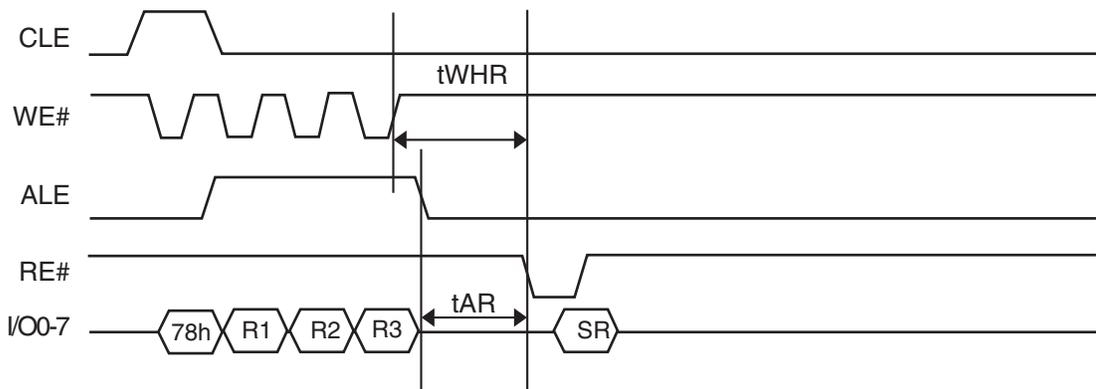 CLE
tWHR
WE#
ALE
RE#
tAR
I/O0-7
78h
R1
R2
R3
SR